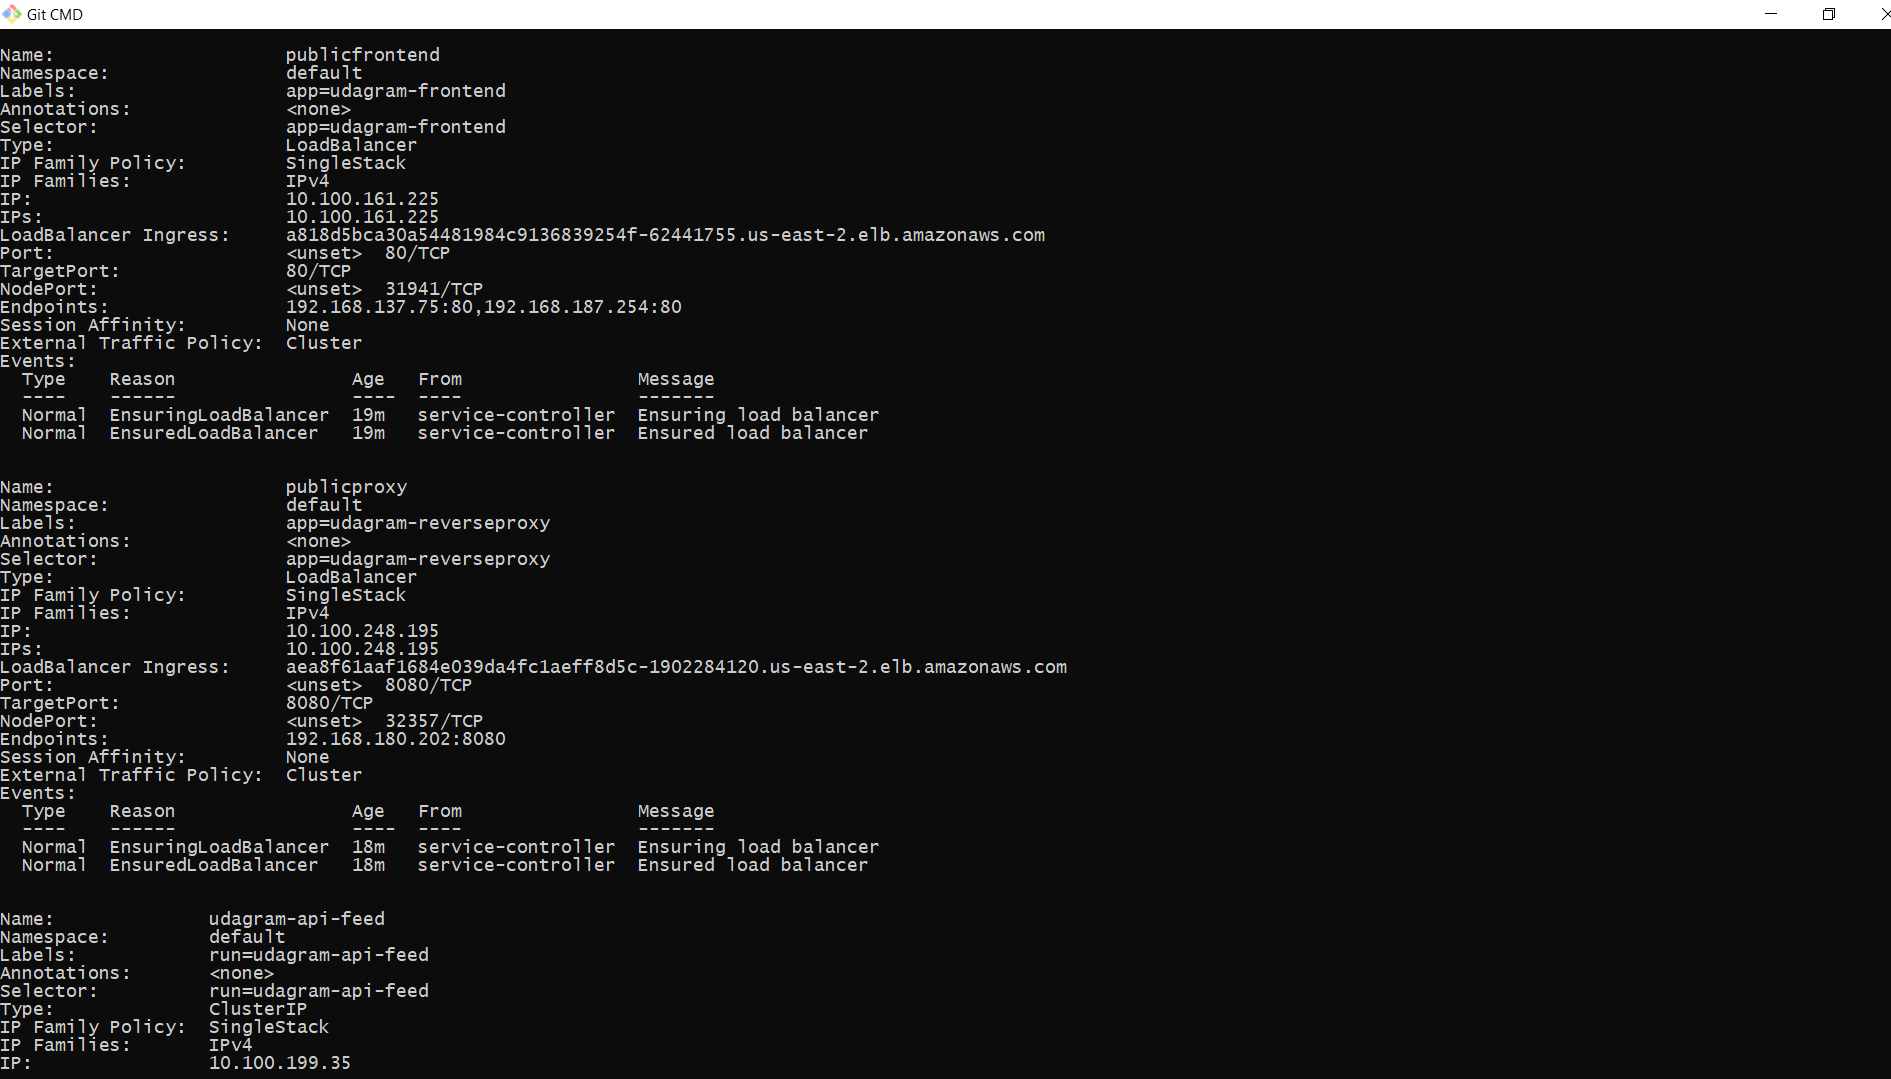 Git CMD
Name:                     publicfrontend
Namespace:                default
Labels:                   app=udagram-frontend
Annotations:              <none>
Selector:                 app=udagram-frontend
Type:                     LoadBalancer
IP Family Policy:         SingleStack
IP Families:              IPv4
IP:                       10.100.161.225
IPs:                      10.100.161.225
LoadBalancer Ingress:     a818d5bca30a54481984c9136839254f-62441755.us-east-2.elb.amazonaws.com
Port:                     <unset>  80/TCP
TargetPort:               80/TCP
NodePort:                 <unset>  31941/TCP
Endpoints:                192.168.137.75:80,192.168.187.254:80
Session Affinity:         None
External Traffic Policy:  Cluster
Events:
  Type    Reason                Age   From                Message
  ----    ------                ----  ----                -------
  Normal  EnsuringLoadBalancer  19m   service-controller  Ensuring load balancer
  Normal  EnsuredLoadBalancer   19m   service-controller  Ensured load balancer
Name:                     publicproxy
Namespace:                default
Labels:                   app=udagram-reverseproxy
Annotations:              <none>
Selector:                 app=udagram-reverseproxy
Type:                     LoadBalancer
IP Family Policy:         SingleStack
IP Families:              IPv4
IP:                       10.100.248.195
IPs:                      10.100.248.195
LoadBalancer Ingress:     aea8f61aaf1684e039da4fc1aeff8d5c-1902284120.us-east-2.elb.amazonaws.com
Port:                     <unset>  8080/TCP
TargetPort:               8080/TCP
NodePort:                 <unset>  32357/TCP
Endpoints:                192.168.180.202:8080
Session Affinity:         None
External Traffic Policy:  Cluster
Events:
  Type    Reason                Age   From                Message
  ----    ------                ----  ----                -------
  Normal  EnsuringLoadBalancer  18m   service-controller  Ensuring load balancer
  Normal  EnsuredLoadBalancer   18m   service-controller  Ensured load balancer
Name:              udagram-api-feed
Namespace:         default
Labels:            run=udagram-api-feed
Annotations:       <none>
Selector:          run=udagram-api-feed
Type:              ClusterIP
IP Family Policy:  SingleStack
IP Families:       IPv4
IP:                10.100.199.35